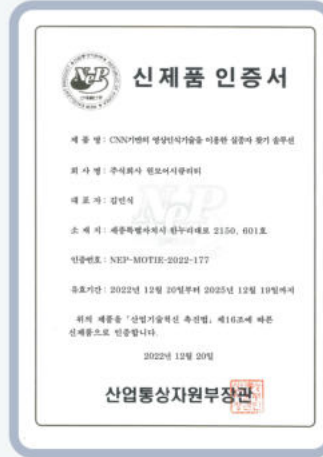 NeP
신제품 인증서
제 품 명 : CNN기반의 영상인식기술을 이용한 실종자 찾기 솔루션
회 사 명 : 주식회사 원모어시큐리티
대 표 자 : 김민식
소 재 지 : 세종특별자치시 한누리대로 2150, 601호
인증번호 : NEP-MOTIE-2022-177
유효기간 : 2022년 12월 20일부터 2025년 12월 19일까지
위의 제품을 「산업기술혁신 촉진법」 제16조에 따른
신제품으로 인증합니다.
2022년 12월 20일
산업통상자원부장관